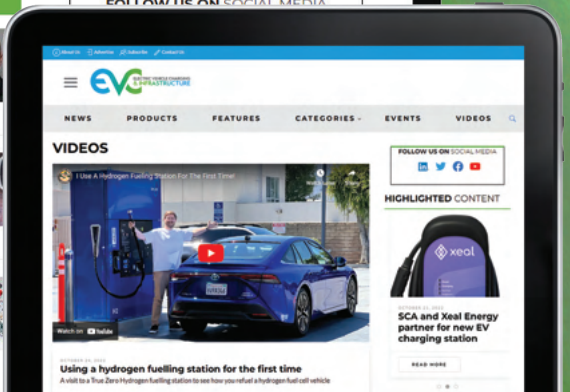 FOLLOW US ON SOCIAL MEDIA
About Us Advertise Subscribe Contact Us
EVC ELECTRIC VEHICLE CHARGING
& INFRASTRUCTURE
NEWS PRODUCTS FEATURES CATEGORIES EVENTS VIDEOS
VIDEOS
I Use A Hydrogen Fueling Station For The First Time!
Watch on YouTube
OCTOBER 24, 2022
Using a hydrogen fuelling station for the first time
A visit to a True Zero Hydrogen fuelling station to see how you refuel a hydrogen fuel cell vehicle
FOLLOW US ON SOCIAL MEDIA
HIGHLIGHTED CONTENT
xeal
SCA and Xeal Energy
partner for new EV
charging station
READ MORE